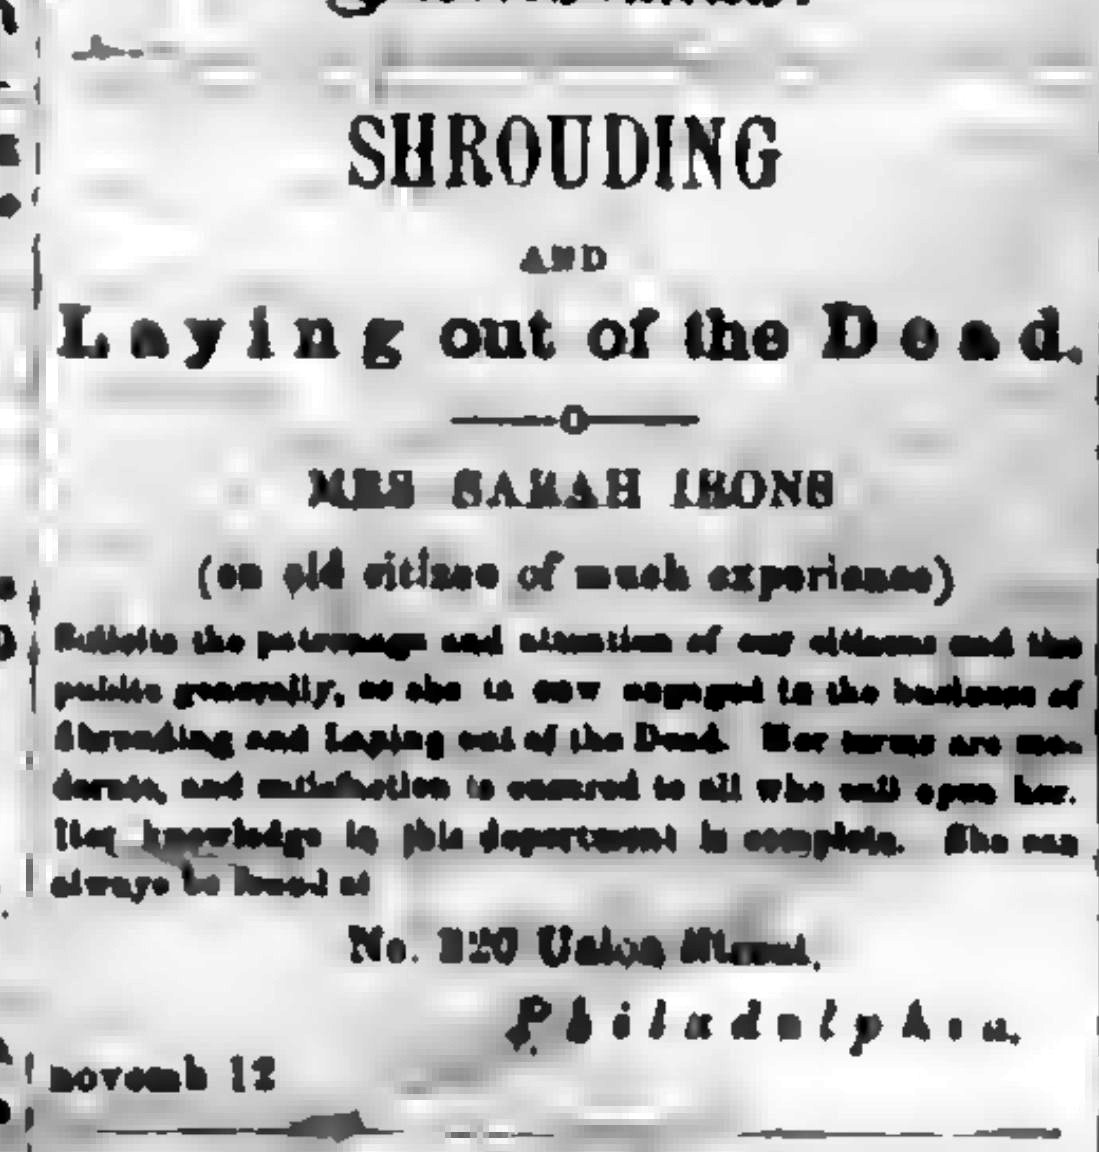 SHROUDING
AND
Laying out of the Dead.
MRS SARAH IRONS
(an old citizen of much experience)
Solicits the patronage and attention of our citizens and the
public generally, as she is now engaged in the business of
Shrouding and Laying out of the Dead. Her terms are mo-
derate, and satisfaction is ensured to all who call upon her.
Her knowledge in this department is complete. She can
always be found at
No. 120 Union Street,
Philadelphia.
novemb 12